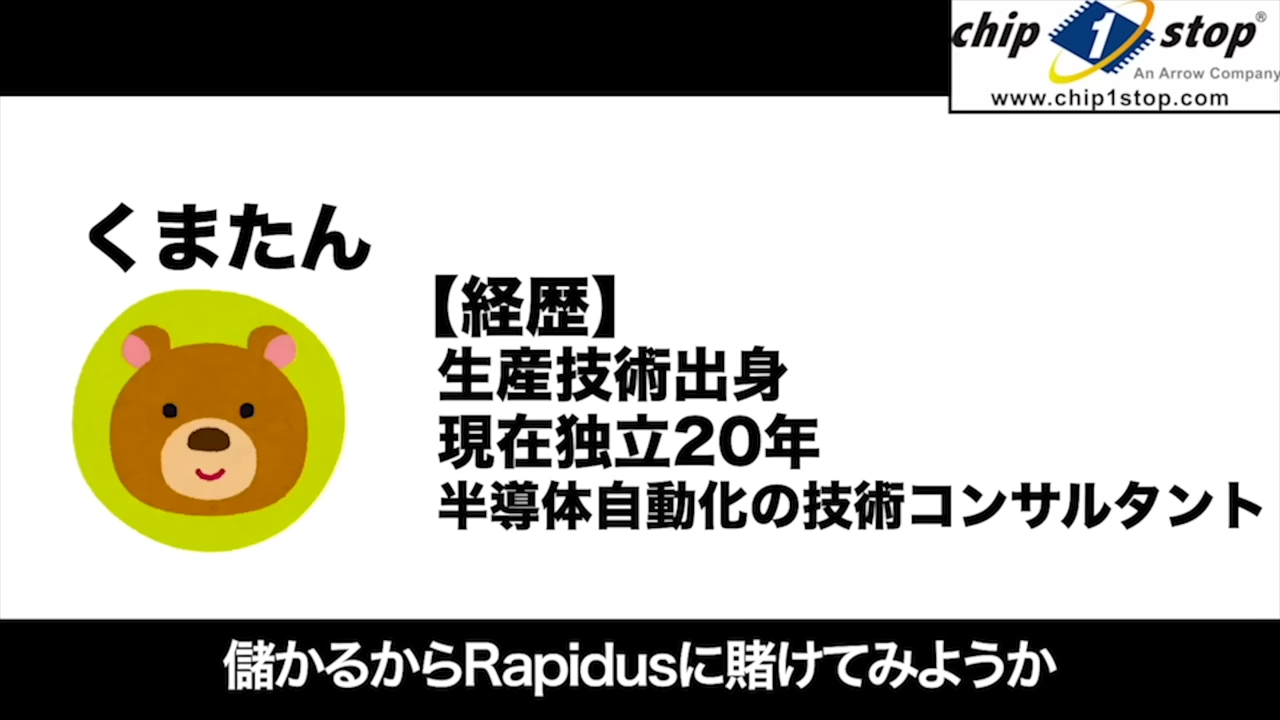 chip 1 stop®
An Arrow Company
www.chip1stop.com
くまたん
【経歴】
生産技術出身
現在独立20年
半導体自動化の技術コンサルタント
儲かるからRapidusに賭けてみようか